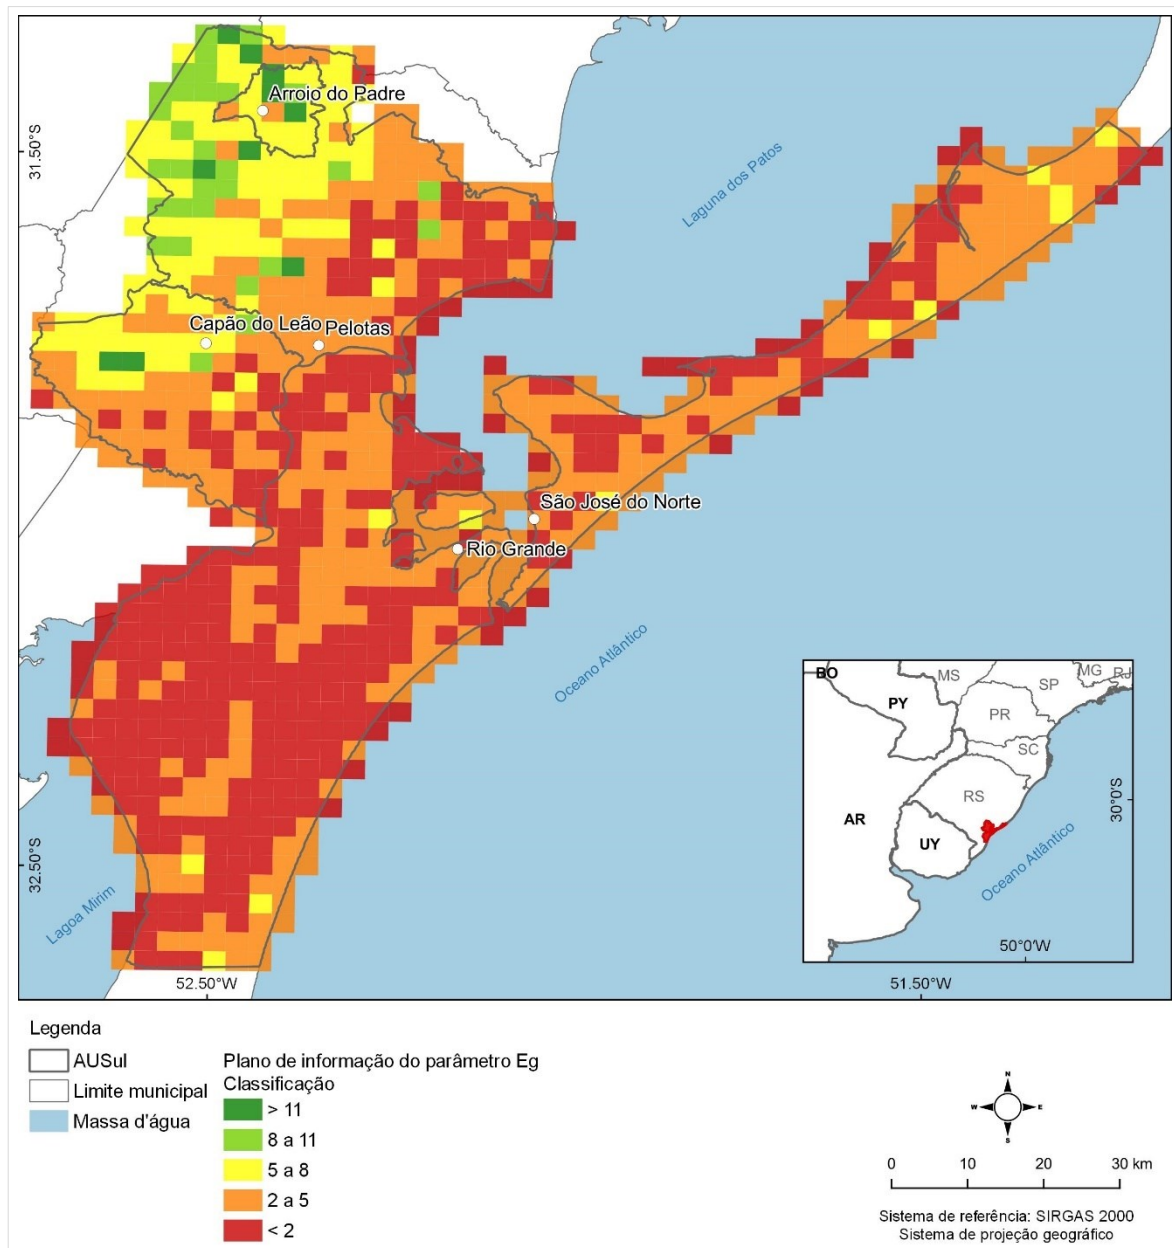 Arroio do Padre
31.50°S
Laguna dos Patos
Capão do Leão
Pelotas
São José do Norte
Rio Grande
Oceano Atlântico
BO
MS
MG
RJ
SP
PY
PR
SC
RS
30°0'S
AR
UY
Oceano Atlântico
50°0'W
32.50°S
Lagoa Mirim
52.50°W
51.50°W
Legenda
AUSul
Limite municipal
Massa d'água
Plano de informação do parâmetro Eg
Classificação
> 11
8 a 11
5 a 8
2 a 5
< 2
N
W
E
S
0 10 20 30 km
Sistema de referência: SIRGAS 2000
Sistema de projeção geográfico